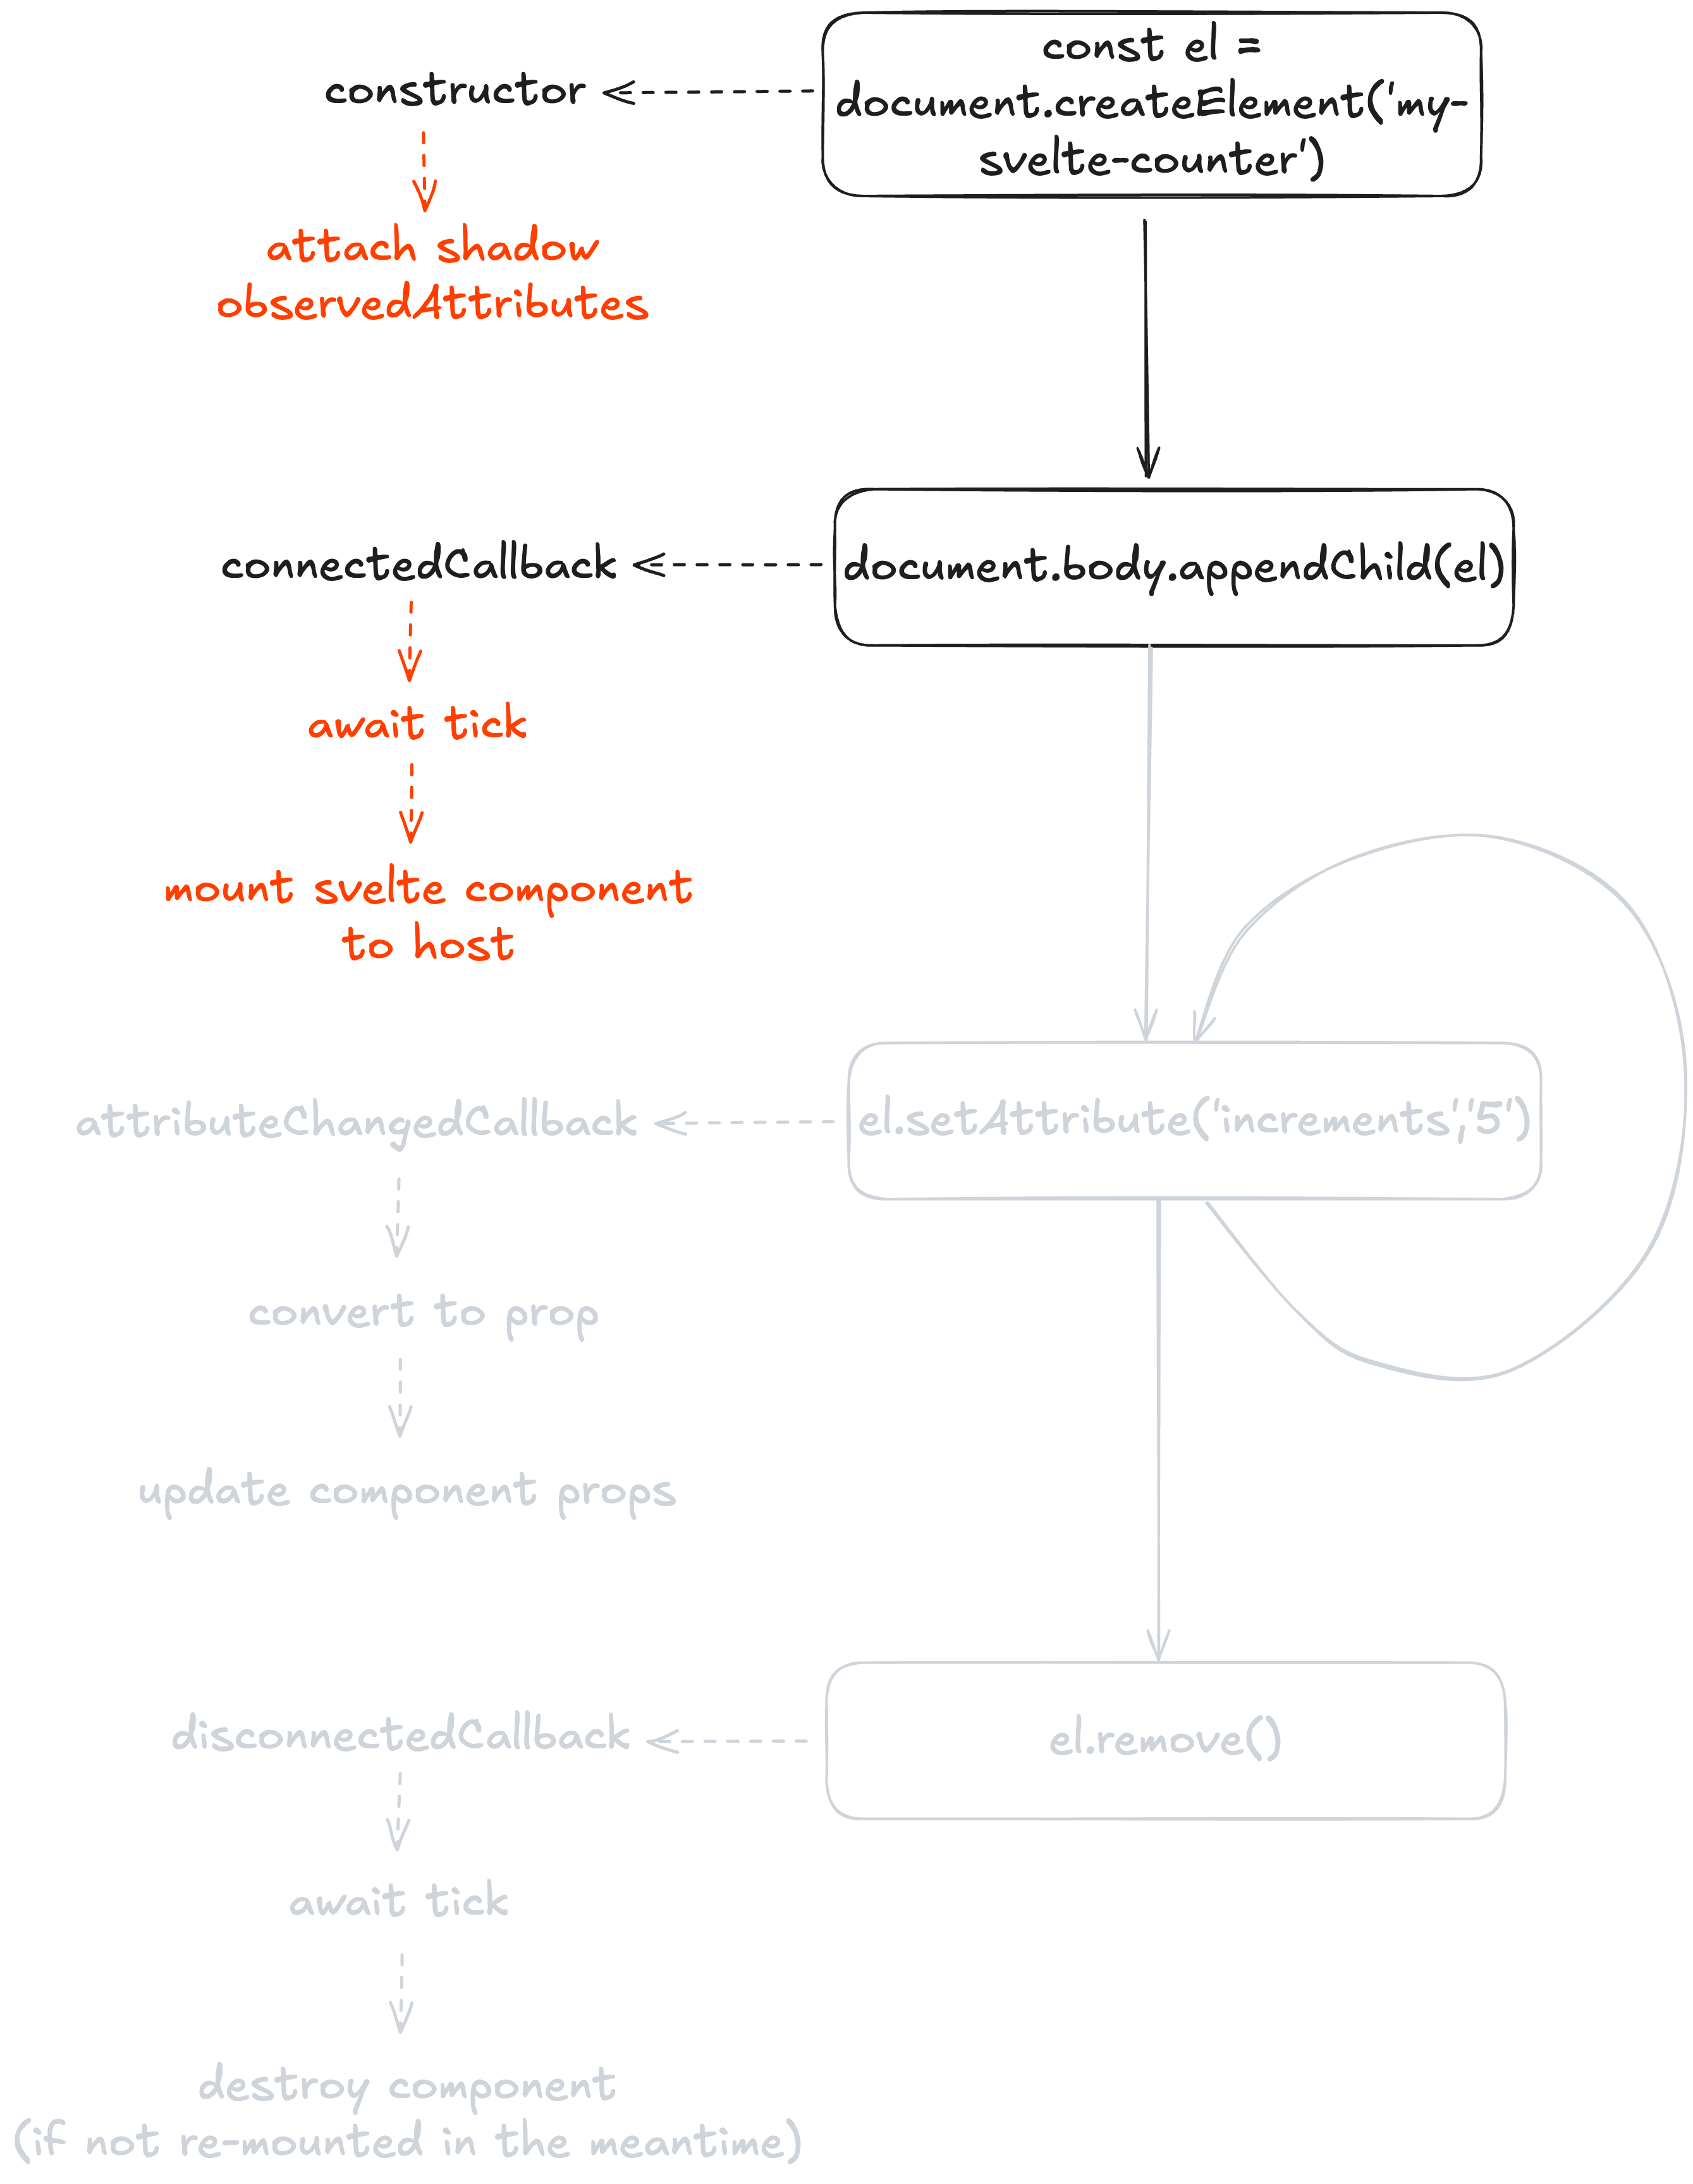 const el =
document.createElement('my-
svelte-counter')
constructor
attach shadow
observedAttributes
document.body.appendChild(el)
connectedCallback
await tick
mount svelte component
to host
el.setAttribute('increments','5')
attributeChangedCallback
convert to prop
update component props
el.remove()
disconnectedCallback
await tick
destroy component
(if not re-mounted in the meantime)